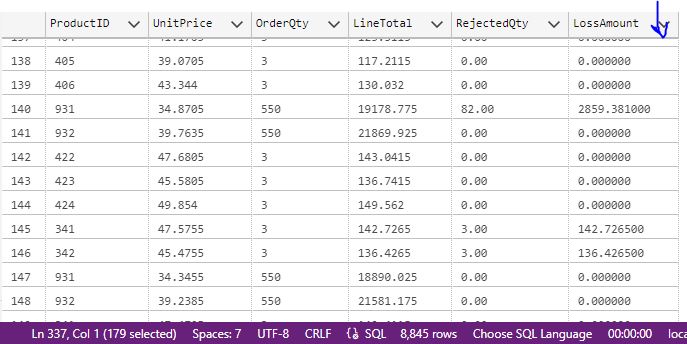 ProductID UnitPrice OrderQty LineTotal RejectedQty LossAmount
138 405 39.0705 3 117.2115 0.00 0.000000
139 406 43.344 3 130.032 0.00 0.000000
140 931 34.8705 550 19178.775 82.00 2859.381000
141 932 39.7635 550 21869.925 0.00 0.000000
142 422 47.6805 3 143.0415 0.00 0.000000
143 423 45.5805 3 136.7415 0.00 0.000000
144 424 49.854 3 149.562 0.00 0.000000
145 341 47.5755 3 142.7265 3.00 142.726500
146 342 45.4755 3 136.4265 3.00 136.426500
147 931 34.3455 550 18890.025 0.00 0.000000
148 932 39.2385 550 21581.175 0.00 0.000000
Ln 337, Col 1 (179 selected) Spaces: 7 UTF-8 CRLF SQL 8,845 rows Choose SQL Language 00:00:00 loca